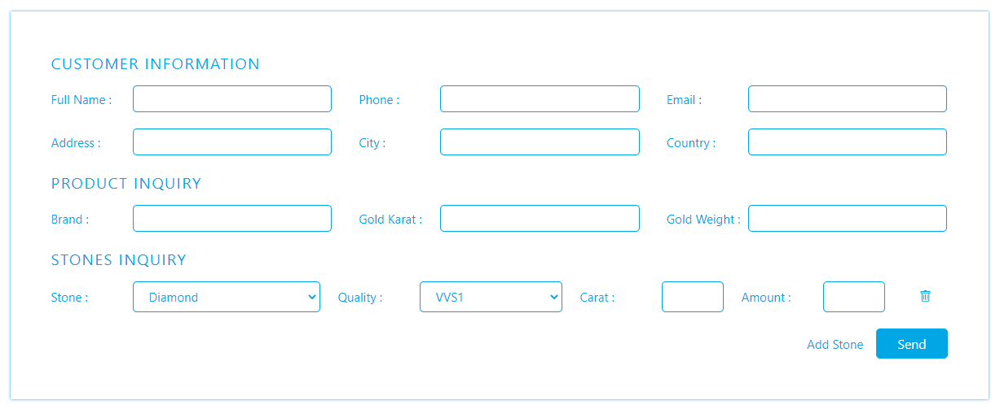 CUSTOMER INFORMATION
Full Name : Phone : Email :
Address : City : Country :
PRODUCT INQUIRY
Brand : Gold Karat : Gold Weight :
STONES INQUIRY
Stone : Diamond Quality : VVS1 Carat : Amount :
Add Stone Send